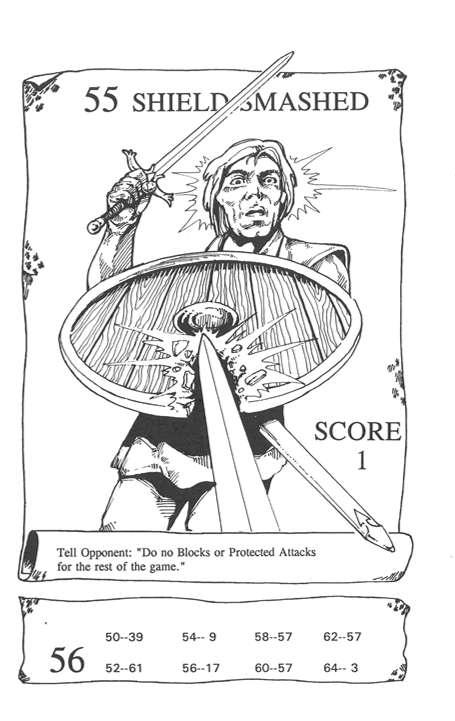 55 SHIELD SMASHED
SCORE
1
Tell Opponent: "Do no Blocks or Protected Attacks
for the rest of the game."
56
50--39 54-- 9 58--57 62--57
52--61 56--17 60--57 64-- 3